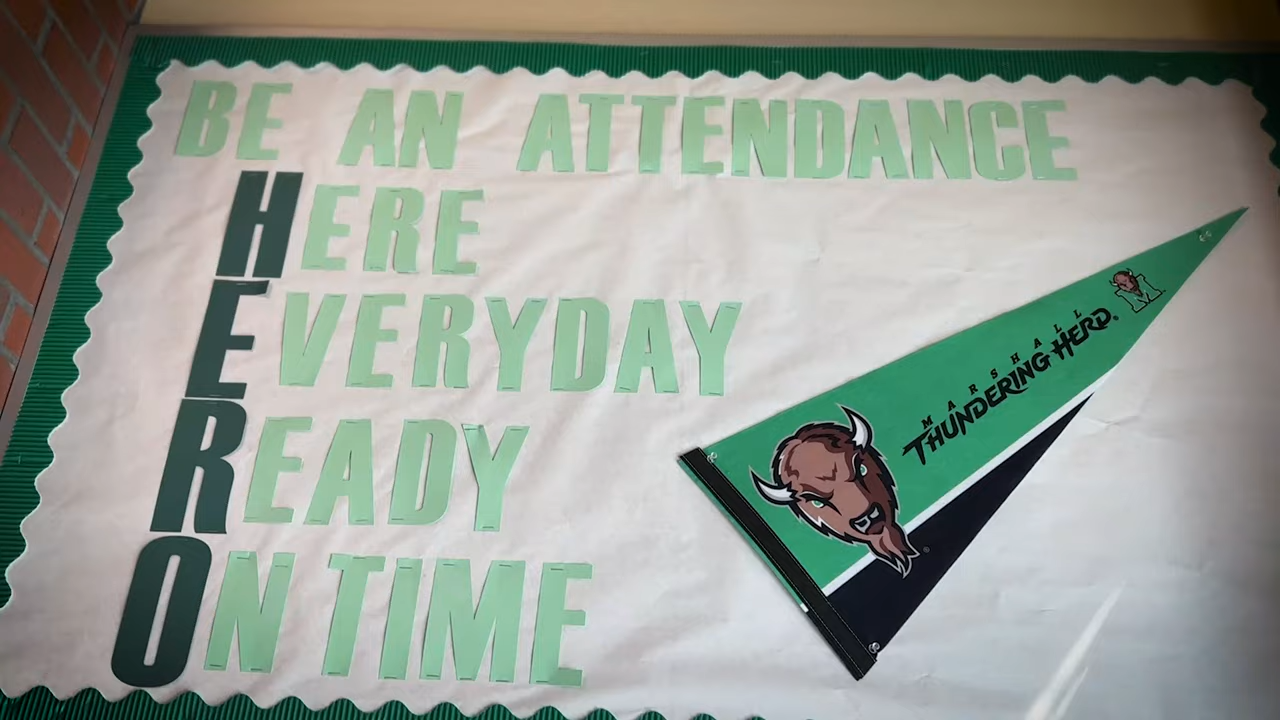 BE AN ATTENDANCE
HERE
EVERYDAY
READY
ON TIME
MARSHALL
THUNDERING HERD.
M